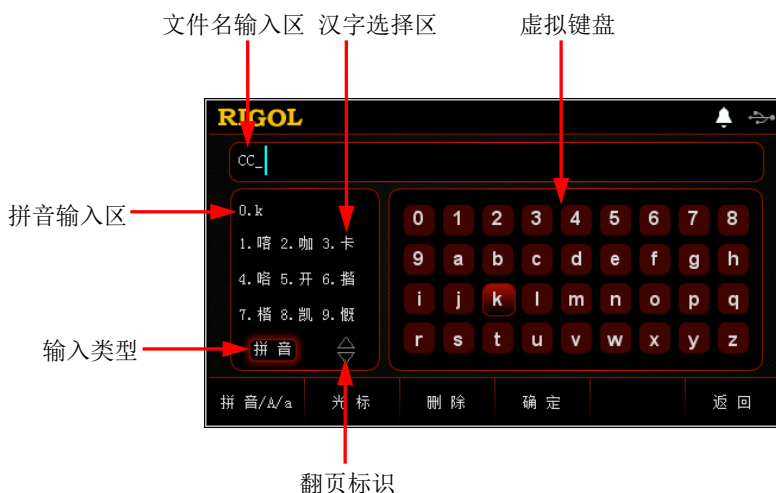 文件名输入区 汉字选择区 虚拟键盘
RIGOL
CC_
拼音输入区
0.k
1.喀 2.咖 3.卡
4.咯 5.开 6.揩
7.楷 8.凯 9.慨
0 1 2 3 4 5 6 7 8
9 a b c d e f g h
i j k l m n o p q
r s t u v w x y z
输入类型
拼 音
拼 音/A/a 光 标 删 除 确 定 返 回
翻页标识